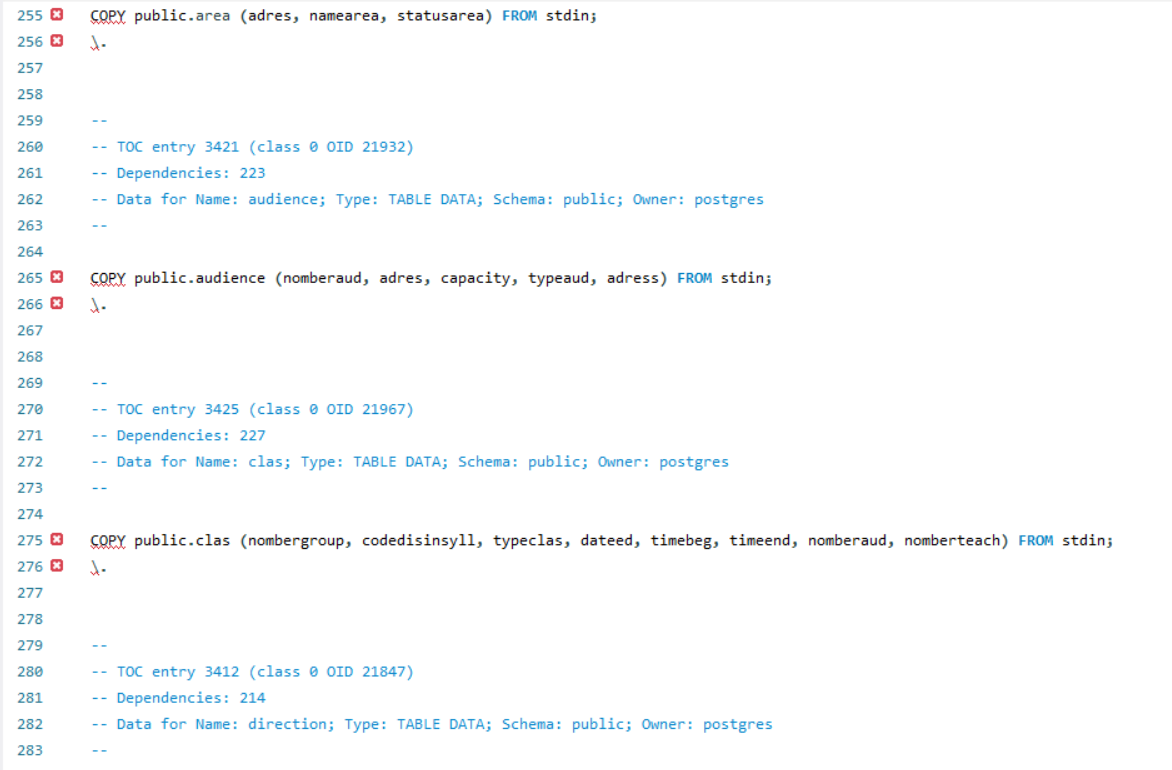 255 COPY public.area (adres, namearea, statusarea) FROM stdin;
256 \.
257
258
259 --
260 -- TOC entry 3421 (class 0 OID 21932)
261 -- Dependencies: 223
262 -- Data for Name: audience; Type: TABLE DATA; Schema: public; Owner: postgres
263 --
264
265 COPY public.audience (nomberaud, adres, capacity, typeaud, adress) FROM stdin;
266 \.
267
268
269 --
270 -- TOC entry 3425 (class 0 OID 21967)
271 -- Dependencies: 227
272 -- Data for Name: clas; Type: TABLE DATA; Schema: public; Owner: postgres
273 --
274
275 COPY public.clas (nombergroup, codedisinsyll, typeclas, dateed, timebeg, timeend, nomberaud, nomberteach) FROM stdin;
276 \.
277
278
279 --
280 -- TOC entry 3412 (class 0 OID 21847)
281 -- Dependencies: 214
282 -- Data for Name: direction; Type: TABLE DATA; Schema: public; Owner: postgres
283 --